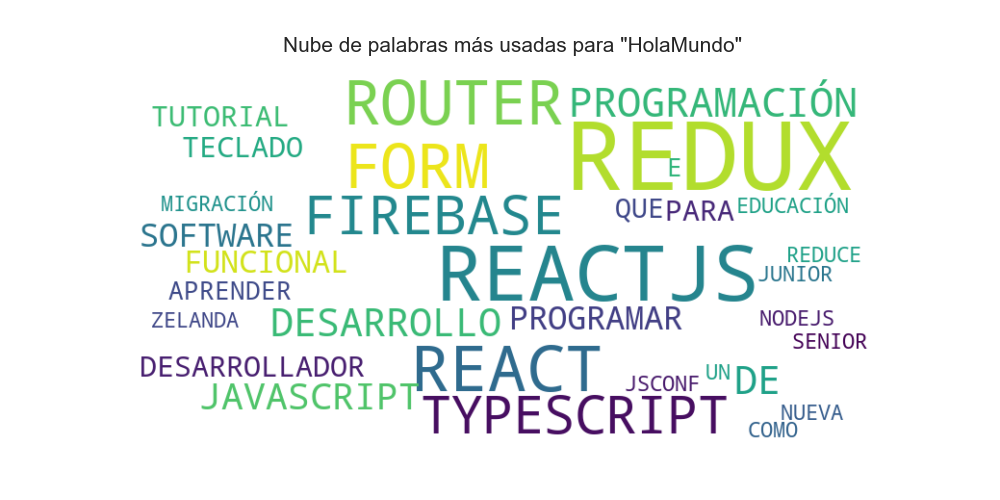 Nube de palabras más usadas para "HolaMundo"
ROUTER
PROGRAMACIÓN
TUTORIAL
REDUX
TECLADO
FORM
E
MIGRACIÓN
FIREBASE
QUE
PARA
EDUCACIÓN
SOFTWARE
FUNCIONAL
REACTJS
REDUCE
JUNIOR
APRENDER
ZELANDA
DESARROLLO
PROGRAMAR
NODEJS
SENIOR
DESARROLLADOR
REACT
JSCONF
UN
DE
JAVASCRIPT
TYPESCRIPT
NUEVA
COMO